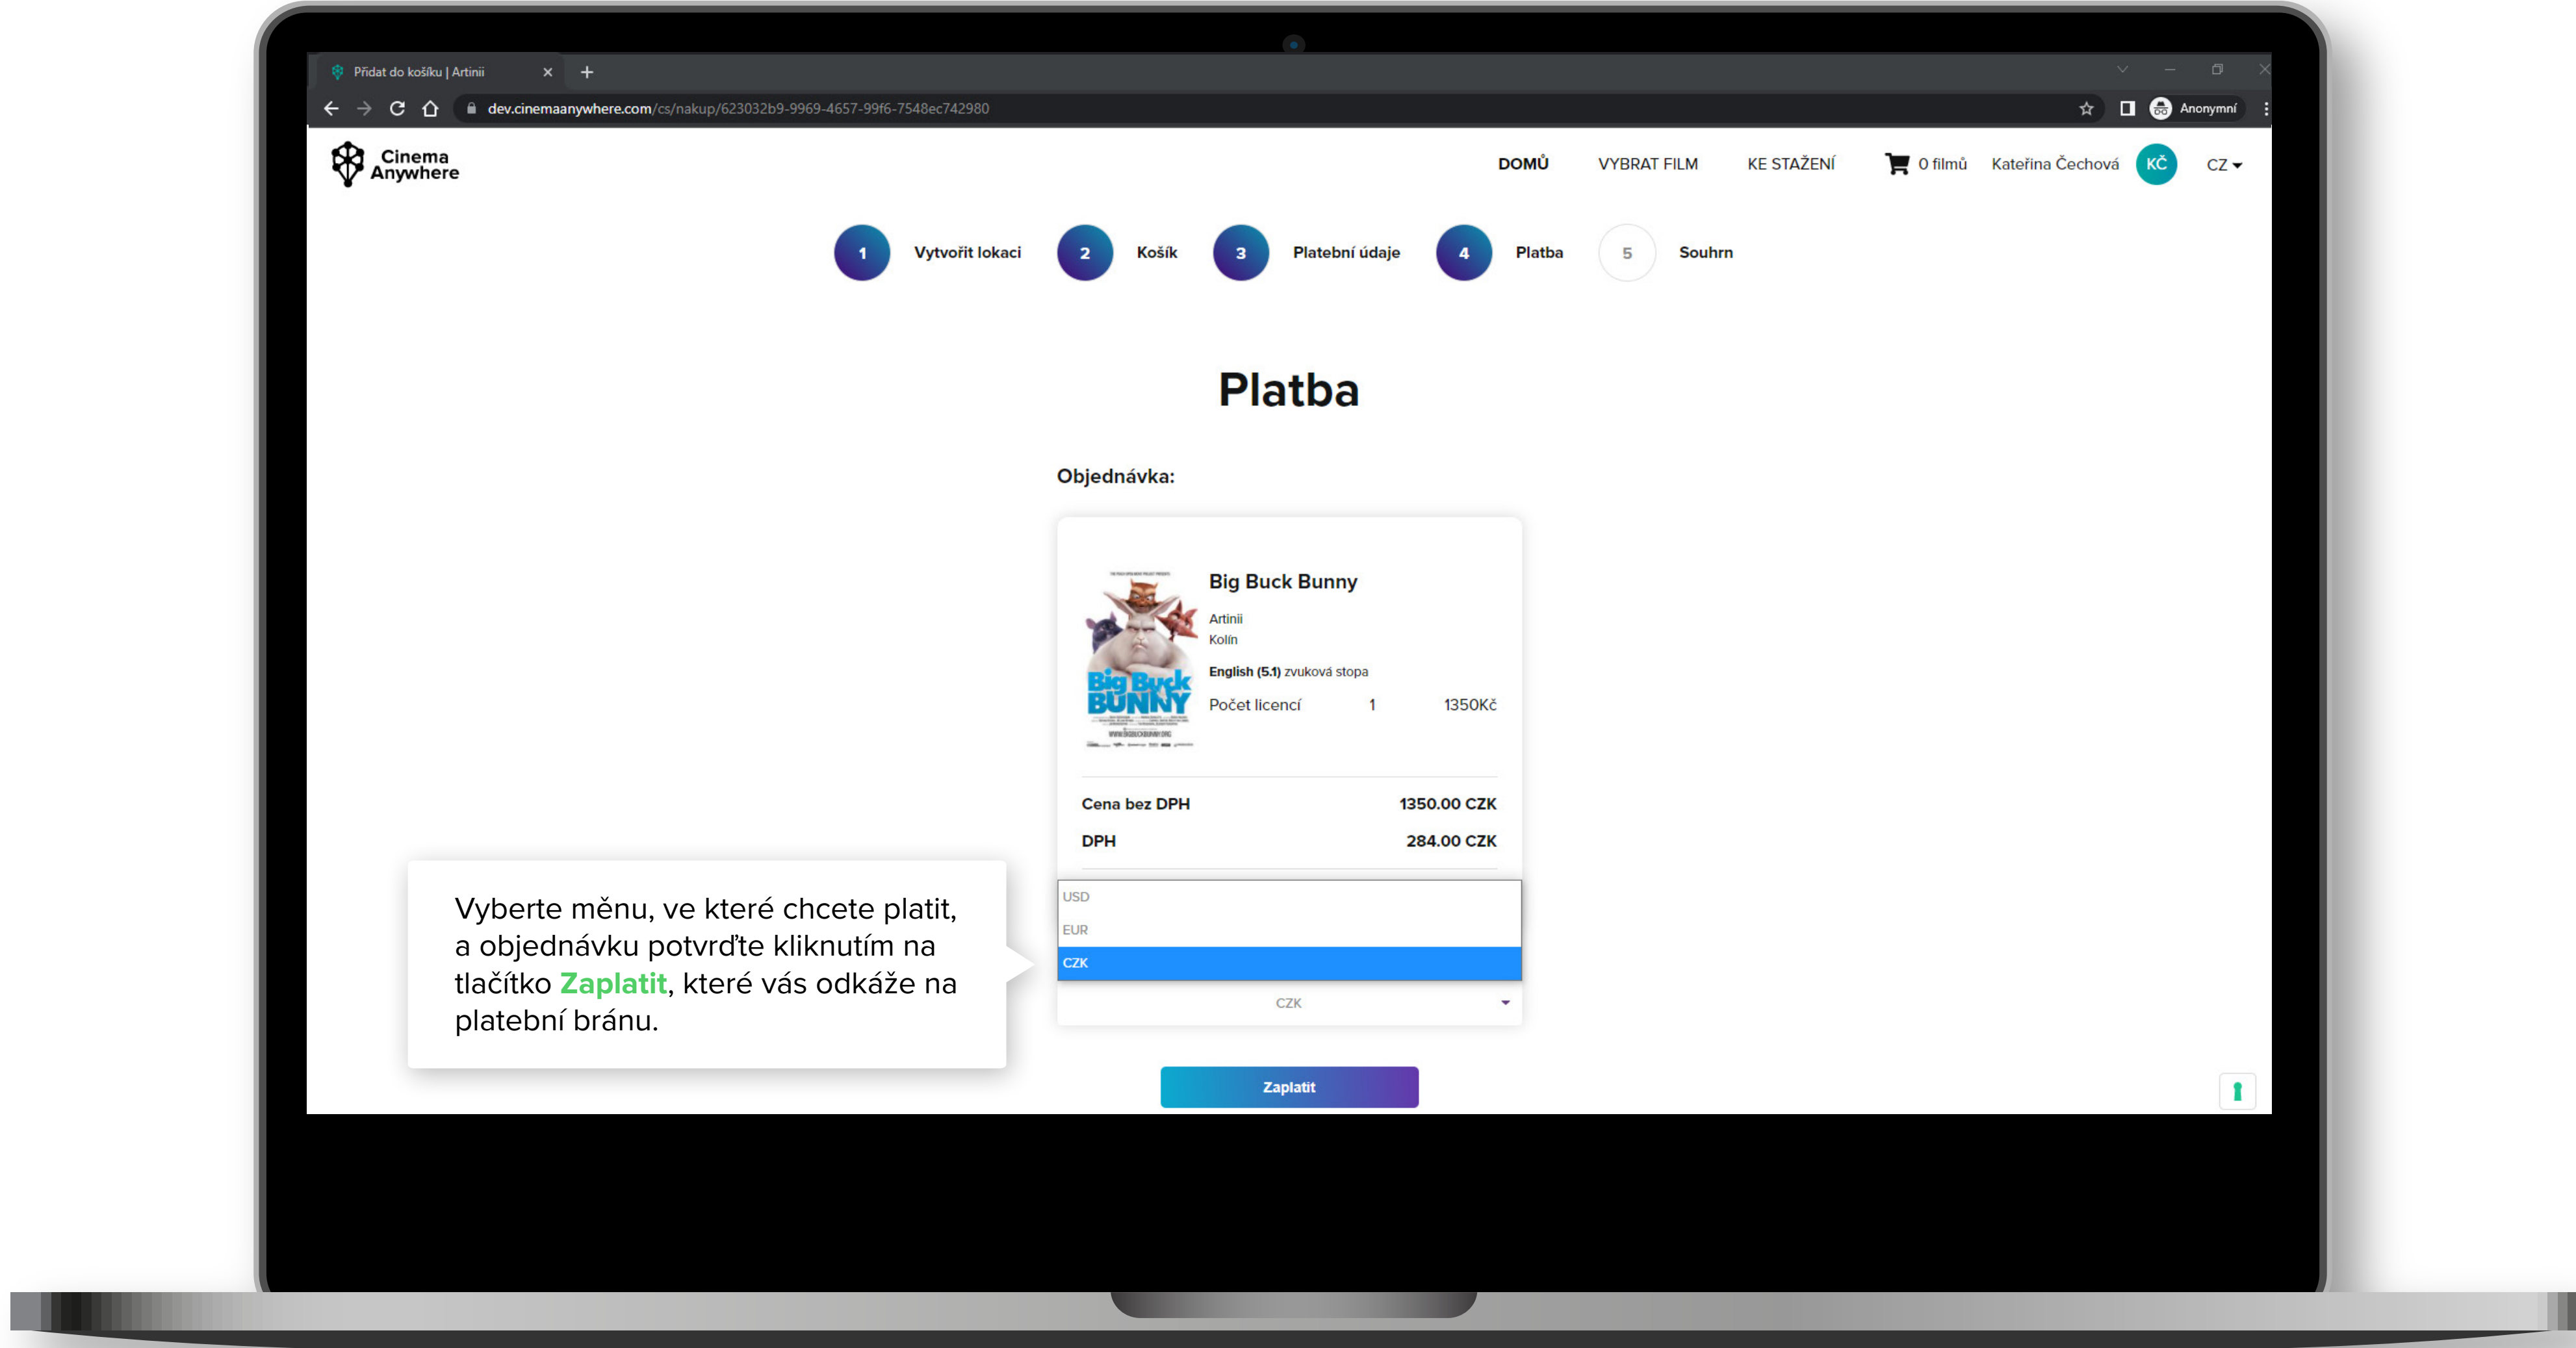 Přidat do košíku | Artinii
dev.cinemaanywhere.com/cs/nakup/623032b9-9969-4657-99f6-7548ec742980
Anonymní
Cinema
Anywhere
DOMŮ
VYBRAT FILM
KE STAŽENÍ
0 filmů
Kateřina Čechová
KČ
CZ
1 Vytvořit lokaci
2 Košík
3 Platební údaje
4 Platba
5 Souhrn
Platba
Objednávka:
Big Buck
BUNNY
WWW.BIGBUCKBUNNY.ORG
Big Buck Bunny
Artinii
Kolín
English (5.1) zvuková stopa
Počet licencí 1 1350Kč
Cena bez DPH 1350.00 CZK
DPH 284.00 CZK
USD
EUR
CZK
CZK
Zaplatit
Vyberte měnu, ve které chcete platit,
a objednávku potvrďte kliknutím na
tlačítko Zaplatit, které vás odkáže na
platební bránu.